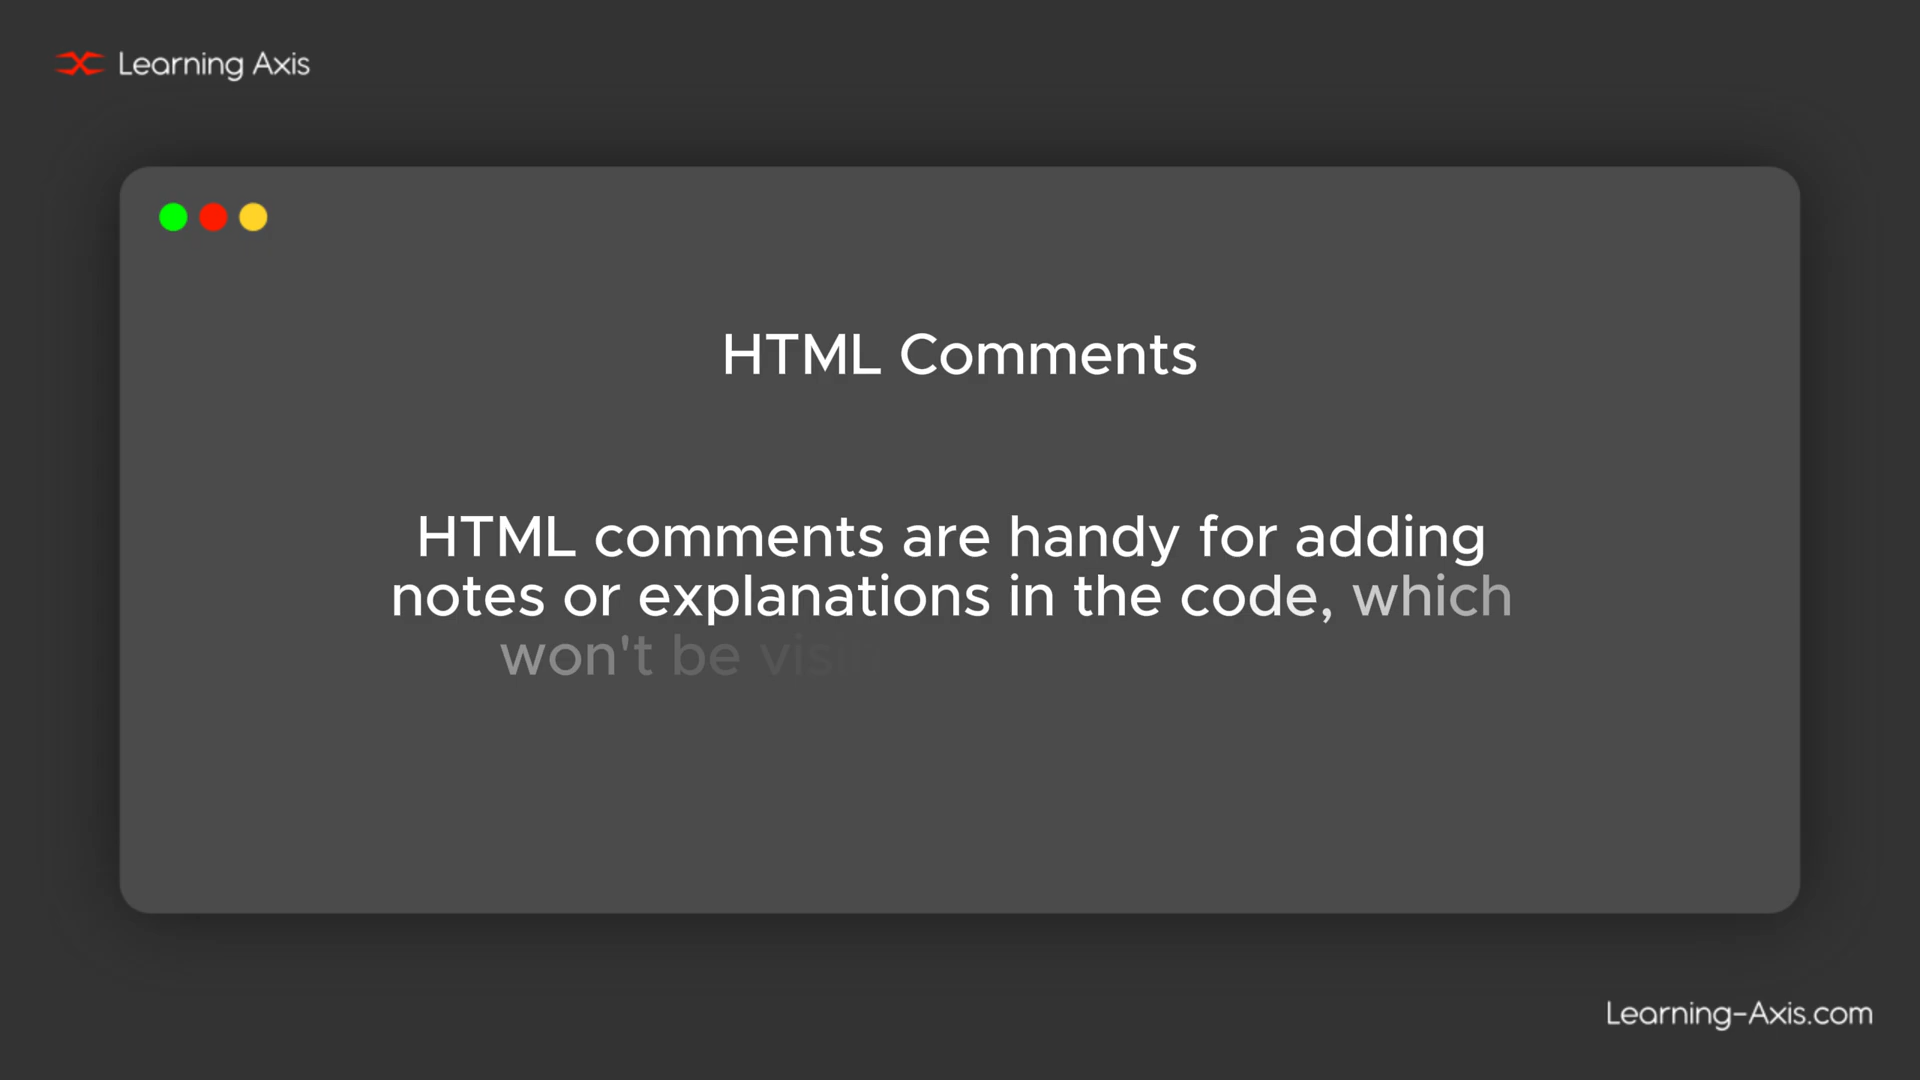 Learning Axis
HTML Comments
HTML comments are handy for adding
notes or explanations in the code, which
won't be
Learning-Axis.com